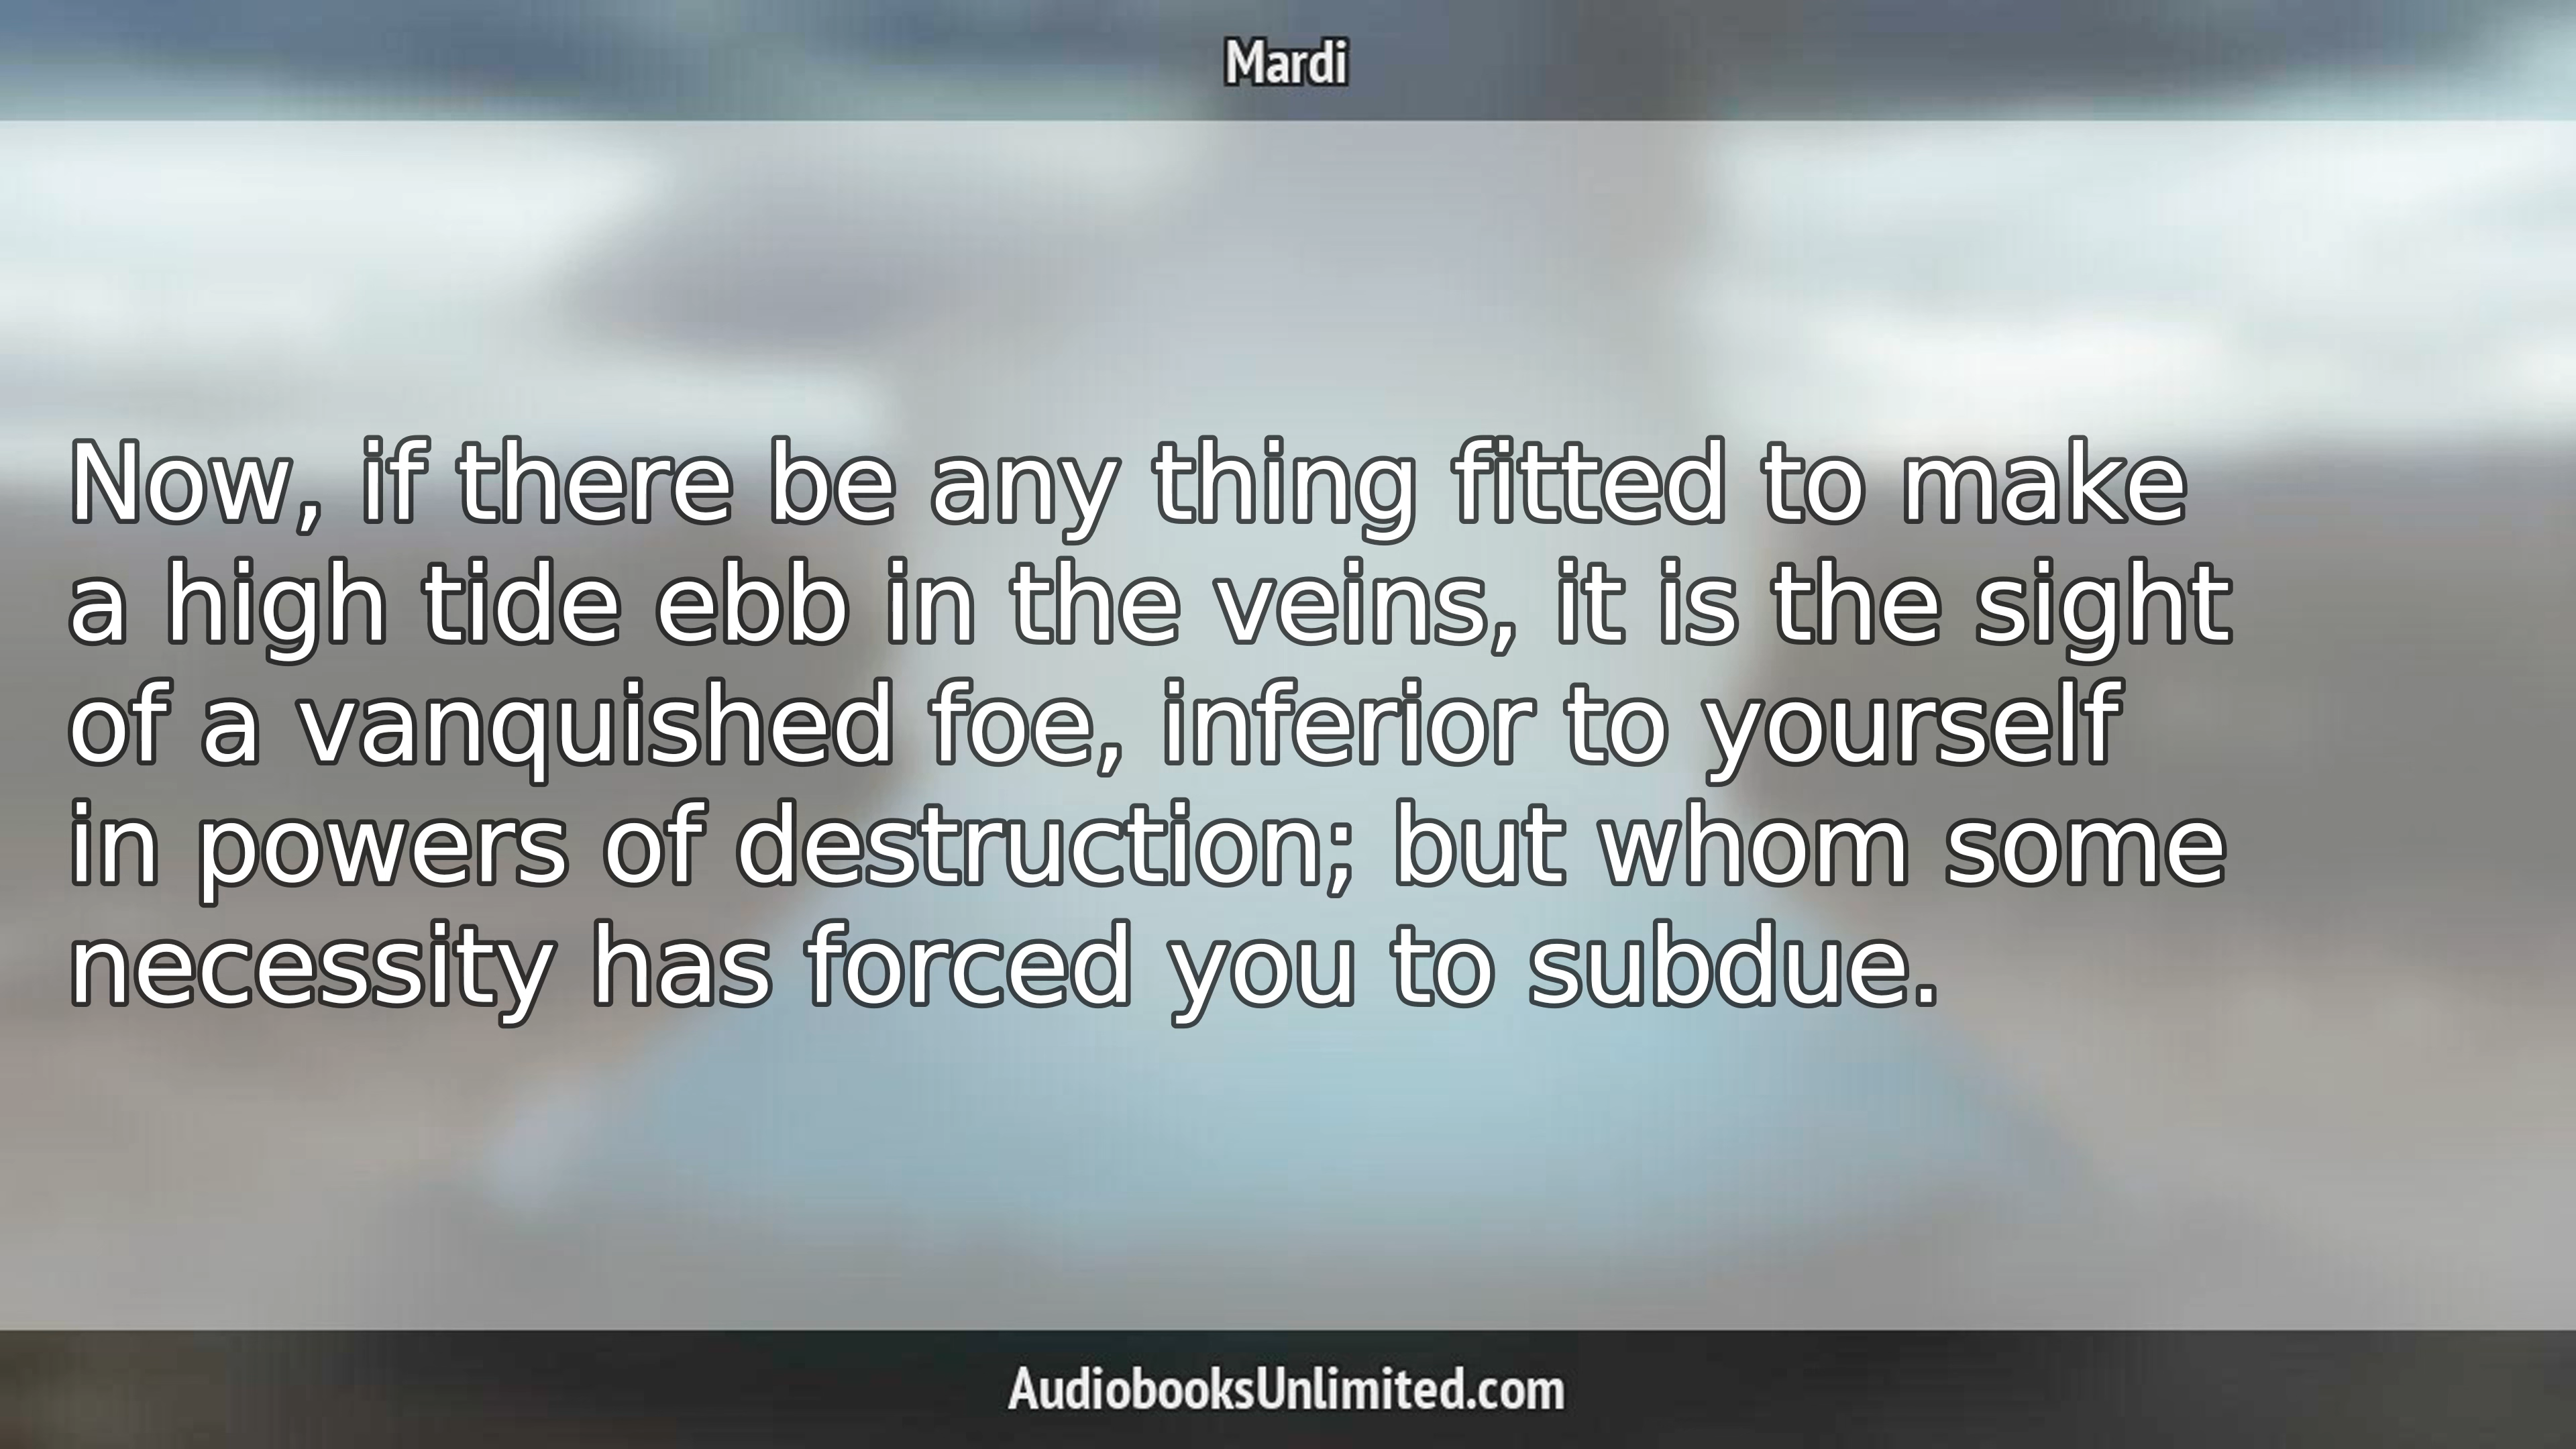 Mardi
Now, if there be any thing fitted to make
a high tide ebb in the veins, it is the sight
of a vanquished foe, inferior to yourself
in powers of destruction; but whom some
necessity has forced you to subdue.
AudiobooksUnlimited.com